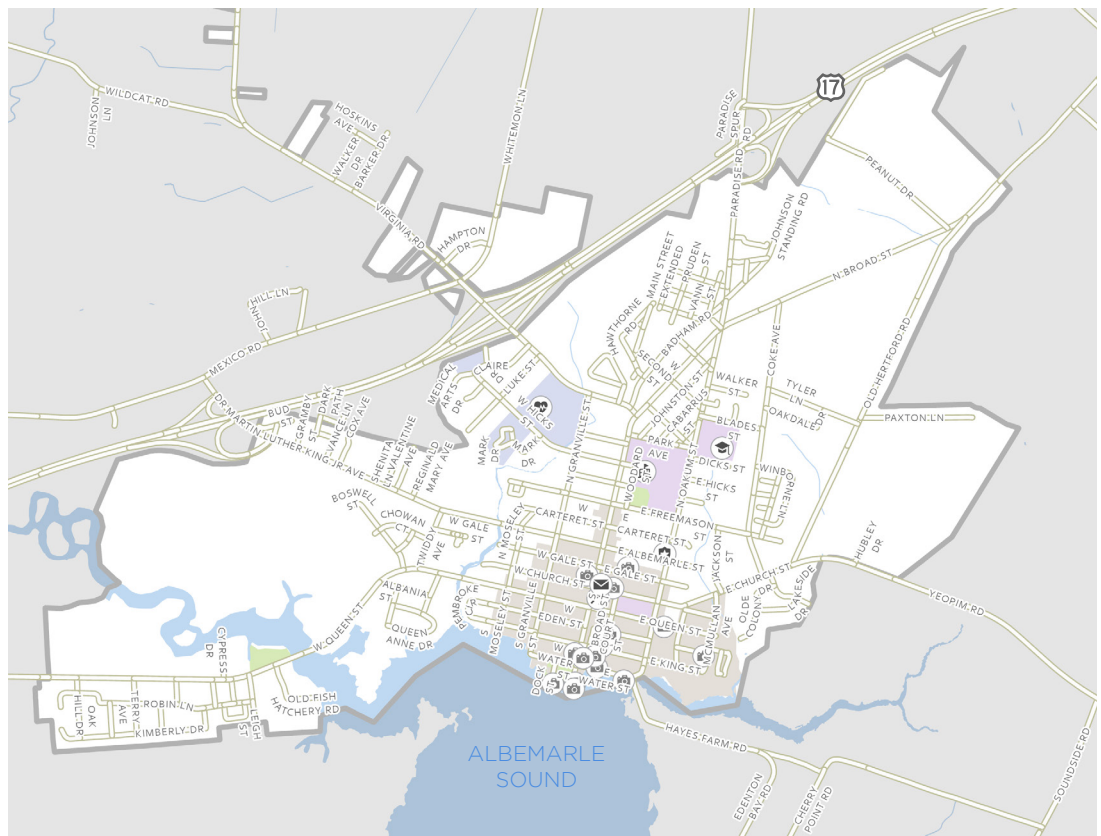 17
WILDCAT RD
JOHNSON
LN
HOSKINS
AVE
WALKER
DR
BARKER DR
WHITEMON LN
PARADISE
SPUR
RD
PARADISE RD
PEANUT DR
VIRGINIA RD
HAMPTON
DR
JOHNSON
STANDING RD
N BROAD ST
MAIN STREET
EXTENDED
PRUDEN
ST
VANN
ST
HILL LN
JOHN
MEXICO RD
HAWTHORNE
RD
BADHAM RD
SECOND
ST
W
COKE AVE
OLD HERTFORD RD
MEDICAL
ARTS
DR
CLAIRE
DR
LUKE ST
JOHNSTON ST
CABARRUS
ST
WALKER
ST
TYLER
LN
OAKDALE
DR
PAXTON LN
BUD
ST
GRAMBY
ST
DARK
PATH
VANCE LN
COX AVE
DR MARTIN LUTHER KING JR AVE
W HICKS
ST
MARK
DR
MARK
DR
N GRANVILLE ST
PARK
AVE
BLADES
ST
DICKS ST
WINBORNE LN
SHENITA
LN
VALENTINE
AVE
REGINALD
MARY AVE
WOODARD
ST
N OAKUM ST
E HICKS
ST
BOSWELL
ST
CHOWAN
CT
TWIDDY
AVE
W GALE
ST
N MOSELEY
ST
W
CARTERET ST
E
CARTERET ST
E FREEMASON
ST
HUBLEY
DR
E ALBEMARLE ST
JACKSON
ST
W GALE ST
E GALE ST
W CHURCH ST
E CHURCH ST
YEOPIM RD
ALBANIA
ST
PEMBROKE
CIR
S GRANVILLE
ST
W
EDEN ST
S BROAD ST
COURT
ST
E QUEEN ST
MCMULLAN
AVE
OLDE
COLONY
DR
LAKESIDE
DR
W QUEEN ST
QUEEN
ANNE DR
S
MOSELEY ST
CYPRESS
DR
E KING ST
W
WATER
ST
E
WATER ST
DOCK
ST
OAK
HILL DR
TERRY
AVE
ROBIN LN
KIMBERLY DR
LEIGH
ST
OLD FISH
HATCHERY RD
ALBEMARLE
SOUND
HAYES FARM RD
EDENTON
BAY RD
CHERRY
POINT RD
SOUNDSIDE RD